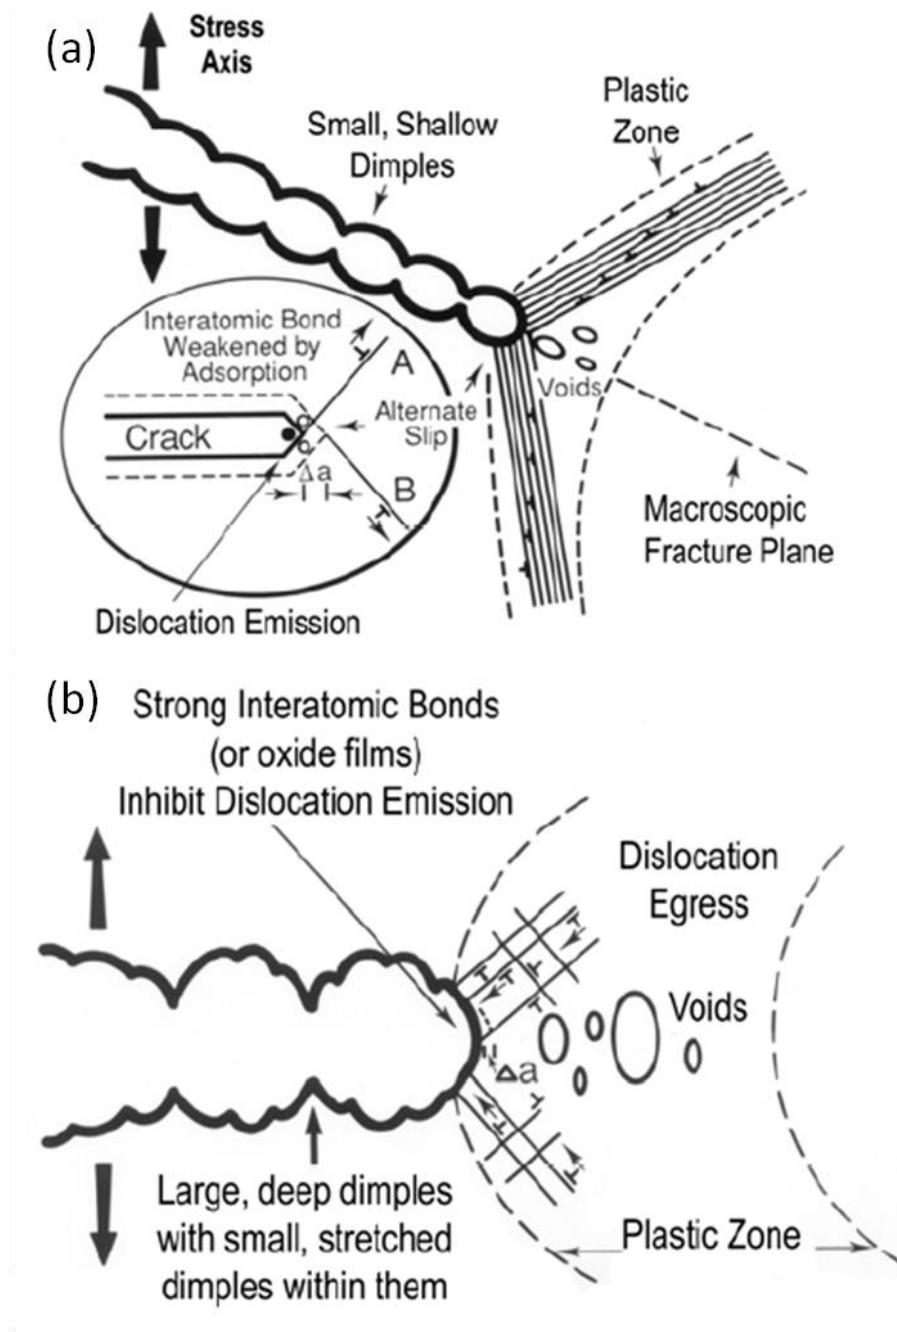 (a)
Stress
Axis
Small, Shallow
Dimples
Plastic
Zone
Interatomic Bond
Weakened by
Adsorption
A
Alternate
Slip
Crack
Δa
B
Voids
Macroscopic
Fracture Plane
Dislocation Emission
(b)
Strong Interatomic Bonds
(or oxide films)
Inhibit Dislocation Emission
Dislocation
Egress
Voids
Δa
Large, deep dimples
with small, stretched
dimples within them
Plastic Zone